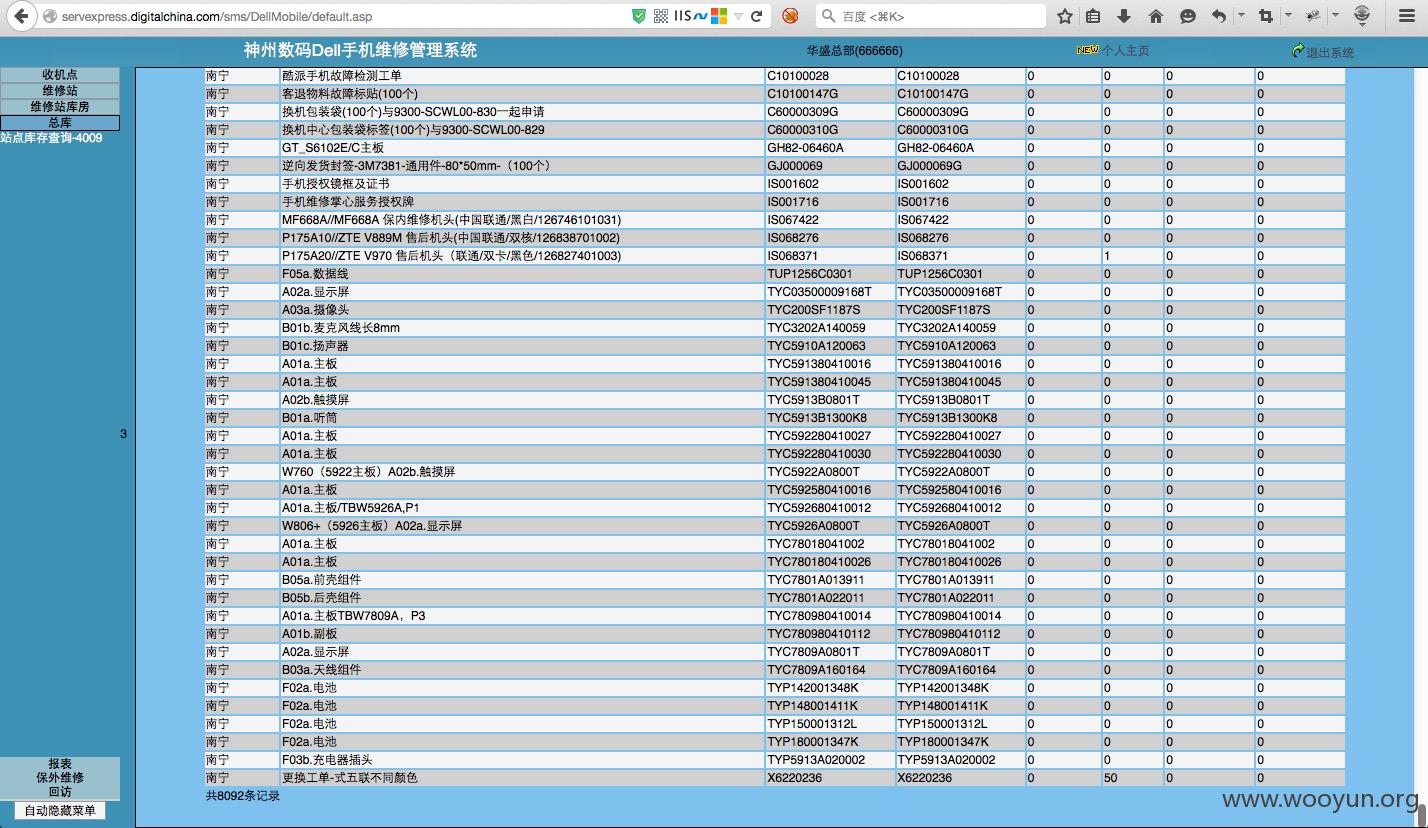 servexpress.digitalchina.com/sms/DellMobile/default.asp IIS 百度 <⌘K>
神州数码Dell手机维修管理系统 华盛总部(666666) NEW 个人主页 退出系统
收机点
维修站
维修站库房
总库
站点库存查询-4009
3
报表
保外维修
回访
自动隐藏菜单
南宁 酷派手机故障检测工单 C10100028 C10100028 0 0 0 0
南宁 客退物料故障标贴(100个) C10100147G C10100147G 0 0 0 0
南宁 换机包装袋(100个)与9300-SCWL00-830一起申请 C60000309G C60000309G 0 0 0 0
南宁 换机中心包装袋标签(100个)与9300-SCWL00-829 C60000310G C60000310G 0 0 0 0
南宁 GT_S6102E/C主板 GH82-06460A GH82-06460A 0 0 0 0
南宁 逆向发货封签-3M7381-通用件-80*50mm-（100个） GJ000069 GJ000069G 0 0 0 0
南宁 手机授权镜框及证书 IS001602 IS001602 0 0 0 0
南宁 手机维修掌心服务授权牌 IS001716 IS001716 0 0 0 0
南宁 MF668A//MF668A 保内维修机头(中国联通/黑白/126746101031) IS067422 IS067422 0 0 0 0
南宁 P175A10//ZTE V889M 售后机头(中国联通/双核/126838701002) IS068276 IS068276 0 0 0 0
南宁 P175A20//ZTE V970 售后机头（联通/双卡/黑色/126827401003) IS068371 IS068371 0 1 0 0
南宁 F05a.数据线 TUP1256C0301 TUP1256C0301 0 0 0 0
南宁 A02a.显示屏 TYC03500009168T TYC03500009168T 0 0 0 0
南宁 A03a.摄像头 TYC200SF1187S TYC200SF1187S 0 0 0 0
南宁 B01b.麦克风线长8mm TYC3202A140059 TYC3202A140059 0 0 0 0
南宁 B01c.扬声器 TYC5910A120063 TYC5910A120063 0 0 0 0
南宁 A01a.主板 TYC591380410016 TYC591380410016 0 0 0 0
南宁 A01a.主板 TYC591380410045 TYC591380410045 0 0 0 0
南宁 A02b.触摸屏 TYC5913B0801T TYC5913B0801T 0 0 0 0
南宁 B01a.听筒 TYC5913B1300K8 TYC5913B1300K8 0 0 0 0
南宁 A01a.主板 TYC592280410027 TYC592280410027 0 0 0 0
南宁 A01a.主板 TYC592280410030 TYC592280410030 0 0 0 0
南宁 W760（5922主板）A02b.触摸屏 TYC5922A0800T TYC5922A0800T 0 0 0 0
南宁 A01a.主板 TYC592580410016 TYC592580410016 0 0 0 0
南宁 A01a.主板/TBW5926A,P1 TYC592680410012 TYC592680410012 0 0 0 0
南宁 W806+（5926主板）A02a.显示屏 TYC5926A0800T TYC5926A0800T 0 0 0 0
南宁 A01a.主板 TYC78018041002 TYC78018041002 0 0 0 0
南宁 A01a.主板 TYC780180410026 TYC780180410026 0 0 0 0
南宁 B05a.前壳组件 TYC7801A013911 TYC7801A013911 0 0 0 0
南宁 B05b.后壳组件 TYC7801A022011 TYC7801A022011 0 0 0 0
南宁 A01a.主板TBW7809A，P3 TYC780980410014 TYC780980410014 0 0 0 0
南宁 A01b.副板 TYC780980410112 TYC780980410112 0 0 0 0
南宁 A02a.显示屏 TYC7809A0801T TYC7809A0801T 0 0 0 0
南宁 B03a.天线组件 TYC7809A160164 TYC7809A160164 0 0 0 0
南宁 F02a.电池 TYP142001348K TYP142001348K 0 0 0 0
南宁 F02a.电池 TYP148001411K TYP148001411K 0 0 0 0
南宁 F02a.电池 TYP150001312L TYP150001312L 0 0 0 0
南宁 F02a.电池 TYP180001347K TYP180001347K 0 0 0 0
南宁 F03b.充电器插头 TYP5913A020002 TYP5913A020002 0 0 0 0
南宁 更换工单-式五联不同颜色 X6220236 X6220236 0 50 0 0
共8092条记录
www.wooyun.org